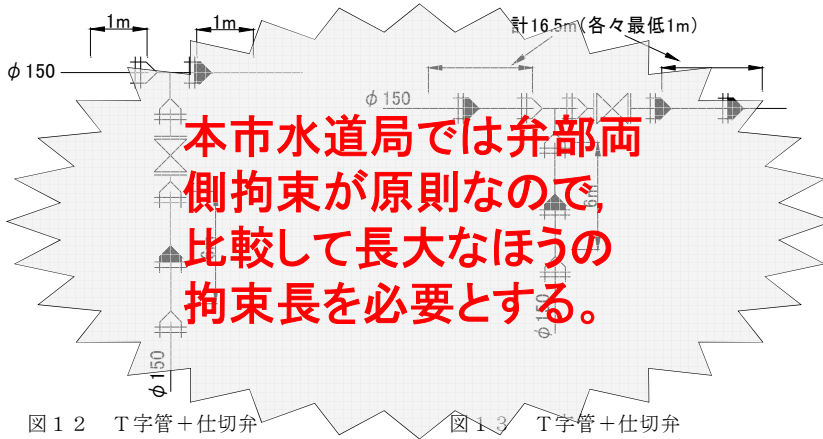 1m
1m
計16.5m(各々最低1m)
φ150
φ150
本市水道局では弁部両
側拘束が原則なので,
比較して長大なほうの
拘束長を必要とする。
6m
φ150
φ150
図12 T字管+仕切弁
図13 T字管+仕切弁